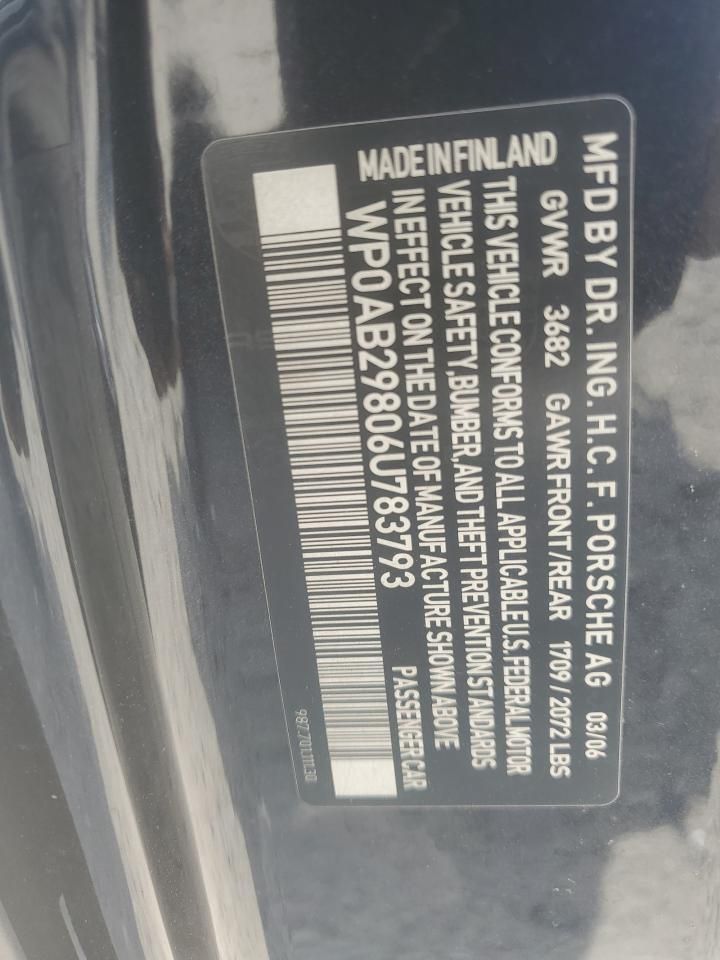 MFD BY DR. ING. H.C. F. PORSCHE AG 03/06
GVWR 3682 GAWR FRONT/REAR 1709 / 2072 LBS
MADE IN FINLAND
THIS VEHICLE CONFORMS TO ALL APPLICABLE U.S. FEDERAL MOTOR
VEHICLE SAFETY, BUMBER, AND THEFT PREVENTION STANDARDS
IN EFFECT ON THE DATE OF MANUFACTURE SHOWN ABOVE
WP0AB29806U783793 PASSENGER CAR